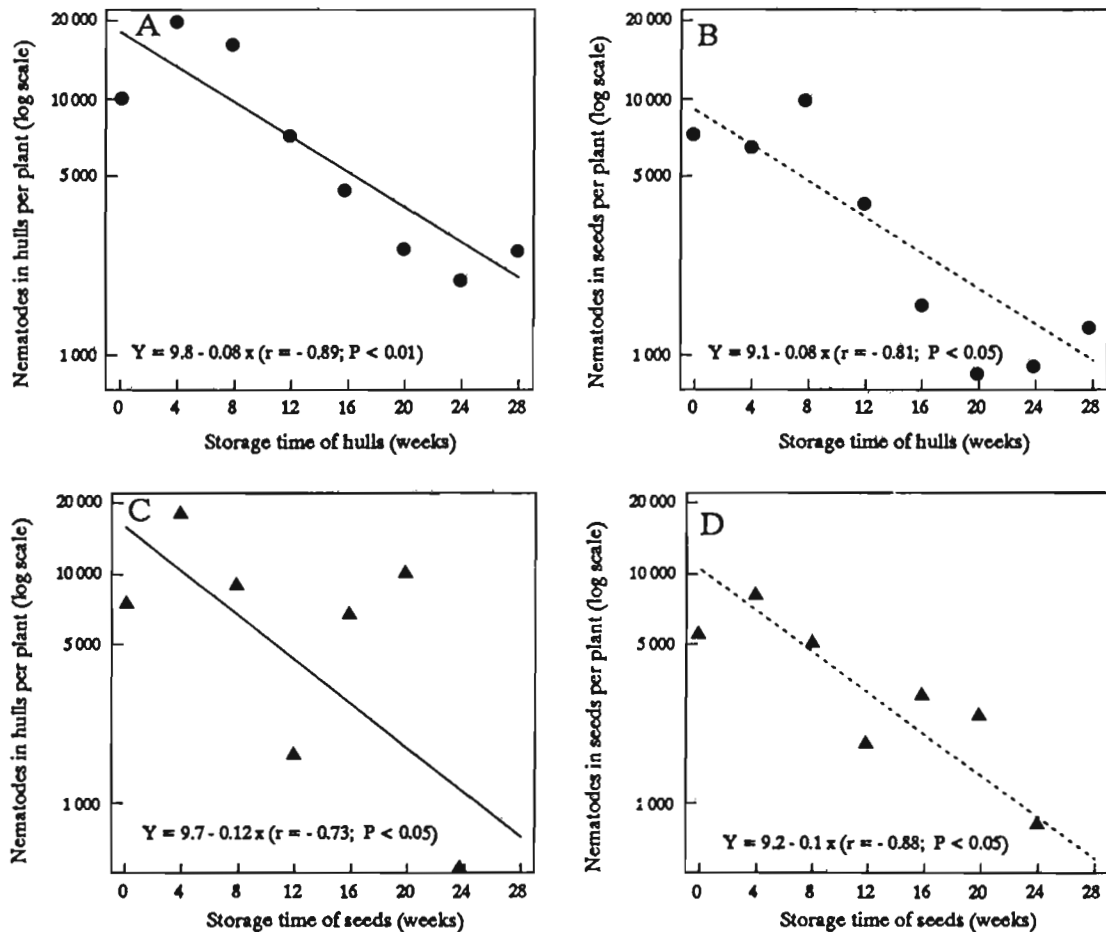 A
Nematodes in hulls per plant (log scale)
20 000
10 000
5 000
1 000
Y = 9.8 - 0.08 x (r = - 0.89; P < 0.01)
0 4 8 12 16 20 24 28
Storage time of hulls (weeks)
B
Nematodes in seeds per plant (log scale)
20 000
10 000
5 000
1 000
Y = 9.1 - 0.08 x (r = - 0.81; P < 0.05)
0 4 8 12 16 20 24 28
Storage time of hulls (weeks)
C
Nematodes in hulls per plant (log scale)
20 000
10 000
5 000
1 000
Y = 9.7 - 0.12 x (r = - 0.73; P < 0.05)
0 4 8 12 16 20 24 28
Storage time of seeds (weeks)
D
Nematodes in seeds per plant (log scale)
20 000
10 000
5 000
1 000
Y = 9.2 - 0.1 x (r = - 0.88; P < 0.05)
0 4 8 12 16 20 24 28
Storage time of seeds (weeks)